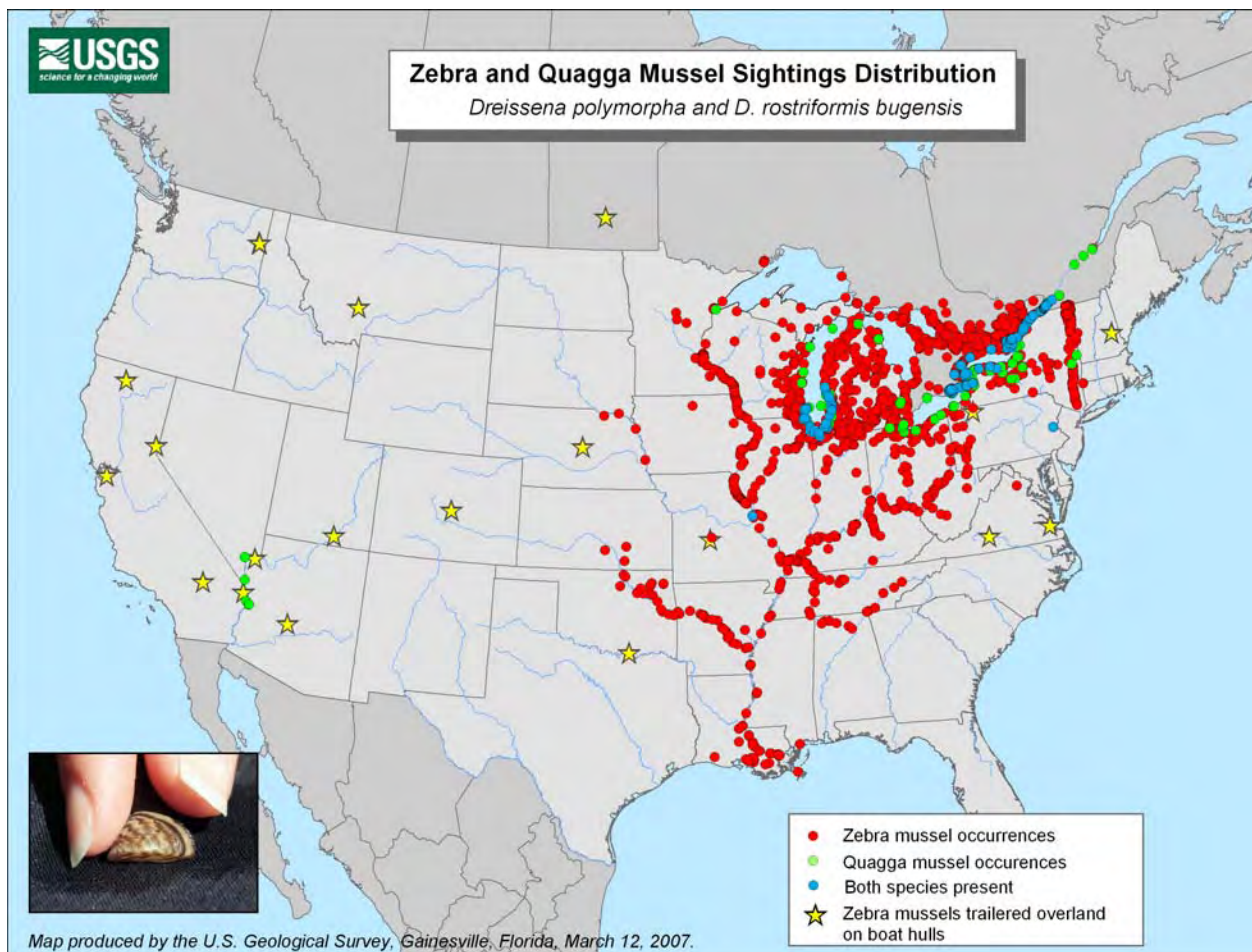 USGS
science for a changing world
Zebra and Quagga Mussel Sightings Distribution
Dreissena polymorpha and D. rostriformis bugensis
Zebra mussel occurrences
Quagga mussel occurences
Both species present
Zebra mussels trailered overland
on boat hulls
Map produced by the U.S. Geological Survey, Gainesville, Florida, March 12, 2007.